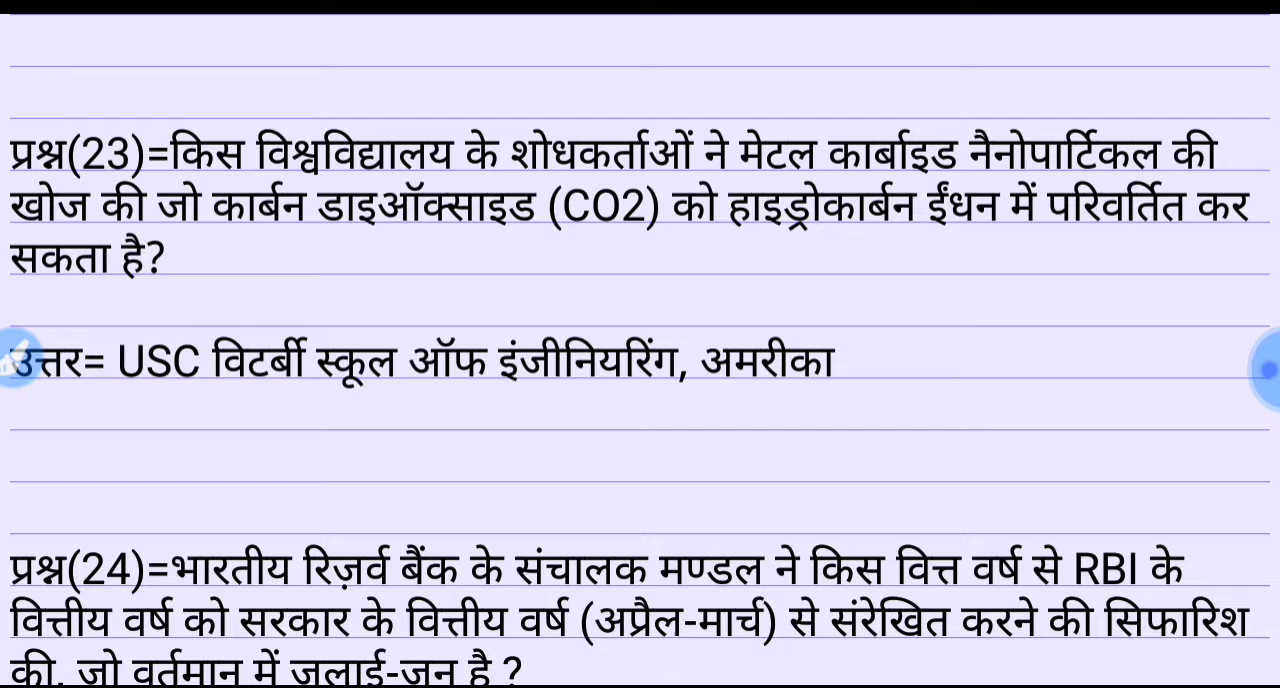 प्रश्न(23)=किस विश्वविद्यालय के शोधकर्ताओं ने मेटल कार्बाइड नैनोपार्टिकल की
खोज की जो कार्बन डाइऑक्साइड (CO2) को हाइड्रोकार्बन ईंधन में परिवर्तित कर
सकता है?
उत्तर= USC विटर्बी स्कूल ऑफ इंजीनियरिंग, अमरीका
प्रश्न(24)=भारतीय रिज़र्व बैंक के संचालक मण्डल ने किस वित्त वर्ष से RBI के
वित्तीय वर्ष को सरकार के वित्तीय वर्ष (अप्रैल-मार्च) से संरेखित करने की सिफारिश
की, जो वर्तमान में जुलाई-जून है ?